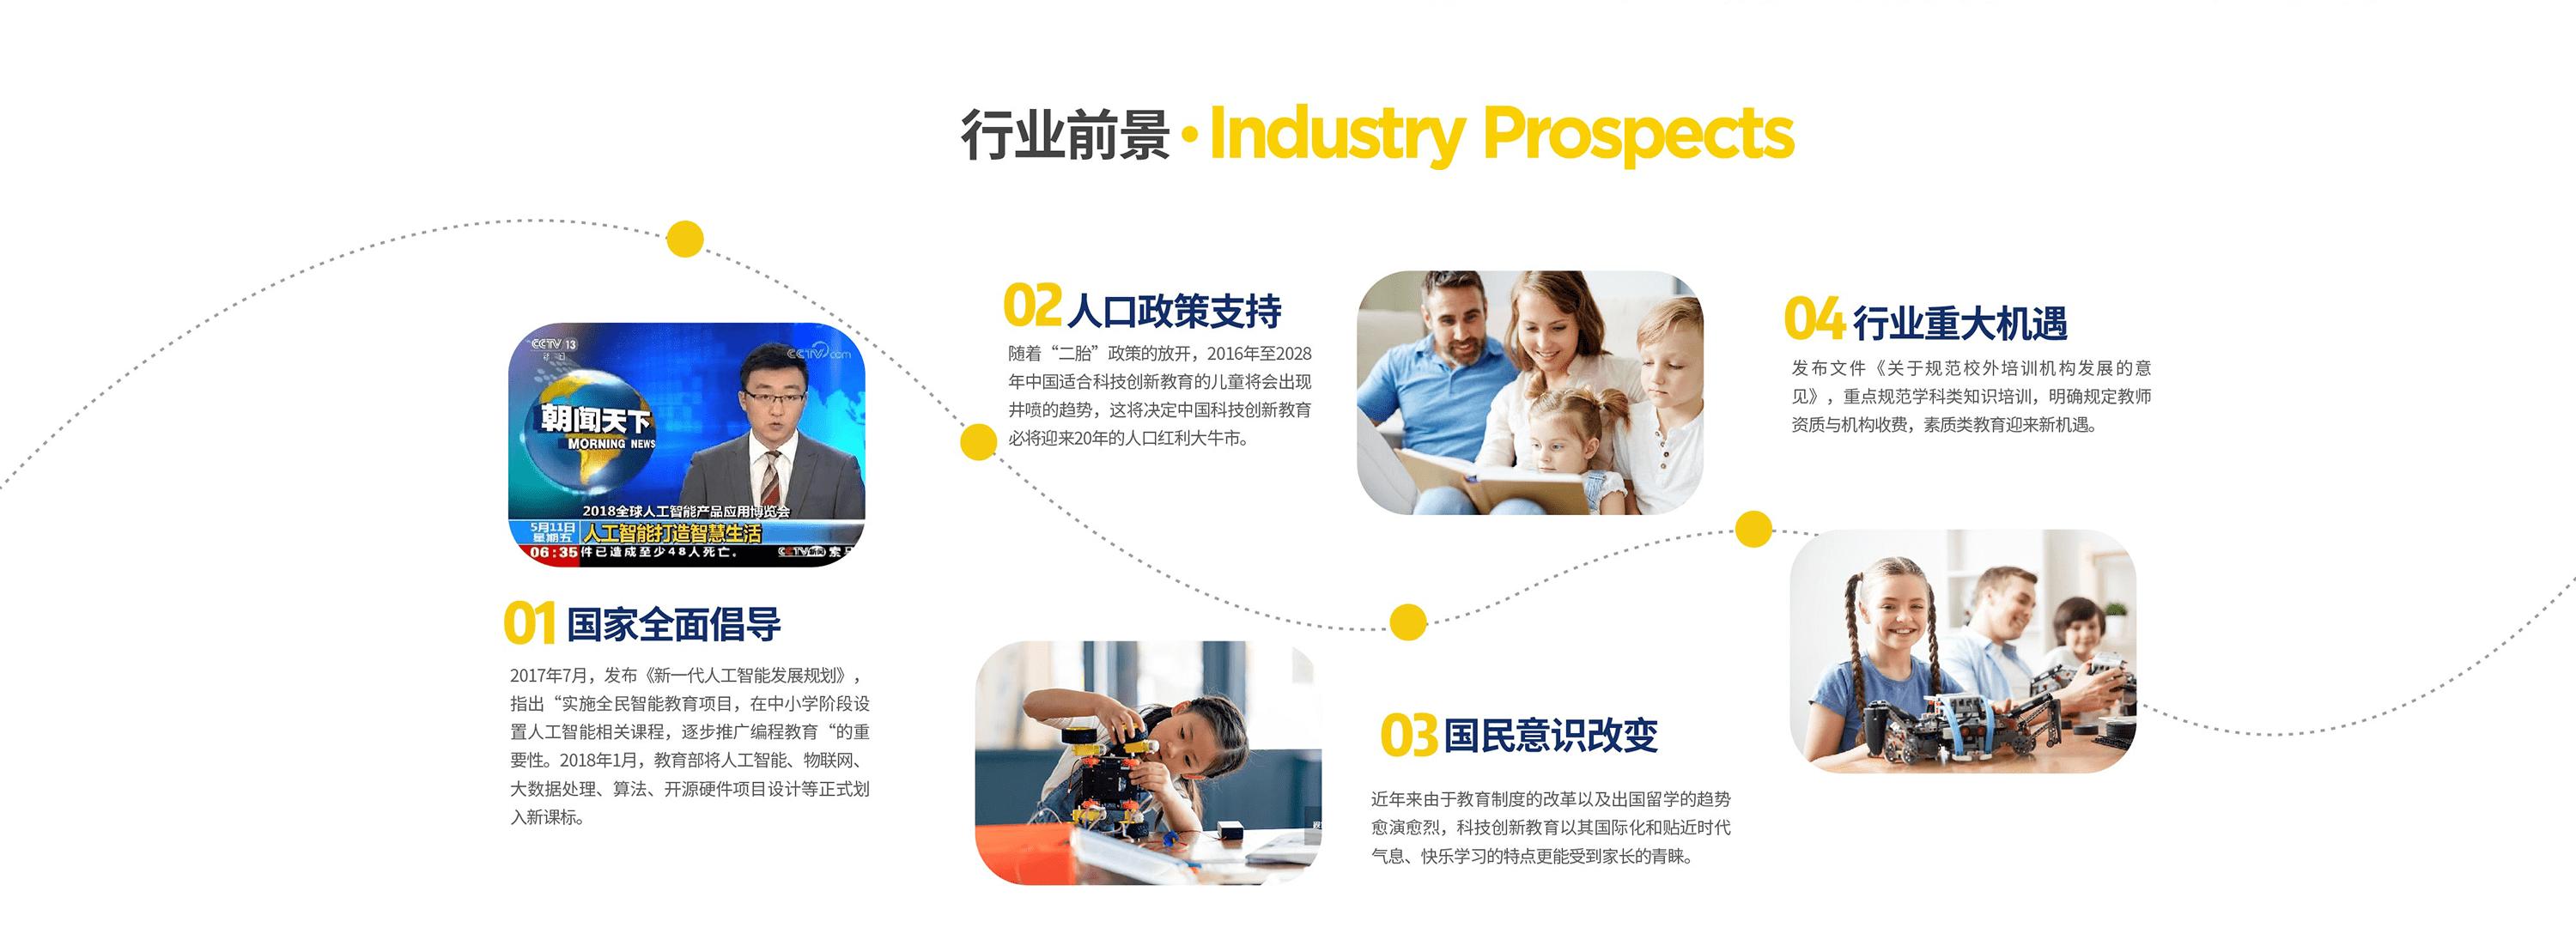 行业前景·Industry Prospects
CCTV 13
CCTV.com
朝闻天下
MORNING NEWS
2018全球人工智能产品应用博览会
5月11日
星期五
人工智能打造智慧生活
06:35
件已造成至少48人死亡。
01 国家全面倡导
2017年7月，发布《新一代人工智能发展规划》，
指出“实施全民智能教育项目，在中小学阶段设
置人工智能相关课程，逐步推广编程教育“的重
要性。2018年1月，教育部将人工智能、物联网、
大数据处理、算法、开源硬件项目设计等正式划
入新课标。
02 人口政策支持
随着“二胎”政策的放开，2016年至2028
年中国适合科技创新教育的儿童将会出现
井喷的趋势，这将决定中国科技创新教育
必将迎来20年的人口红利大牛市。
03 国民意识改变
近年来由于教育制度的改革以及出国留学的趋势
愈演愈烈，科技创新教育以其国际化和贴近时代
气息、快乐学习的特点更能受到家长的青睐。
04 行业重大机遇
发布文件《关于规范校外培训机构发展的意
见》，重点规范学科类知识培训，明确规定教师
资质与机构收费，素质类教育迎来新机遇。